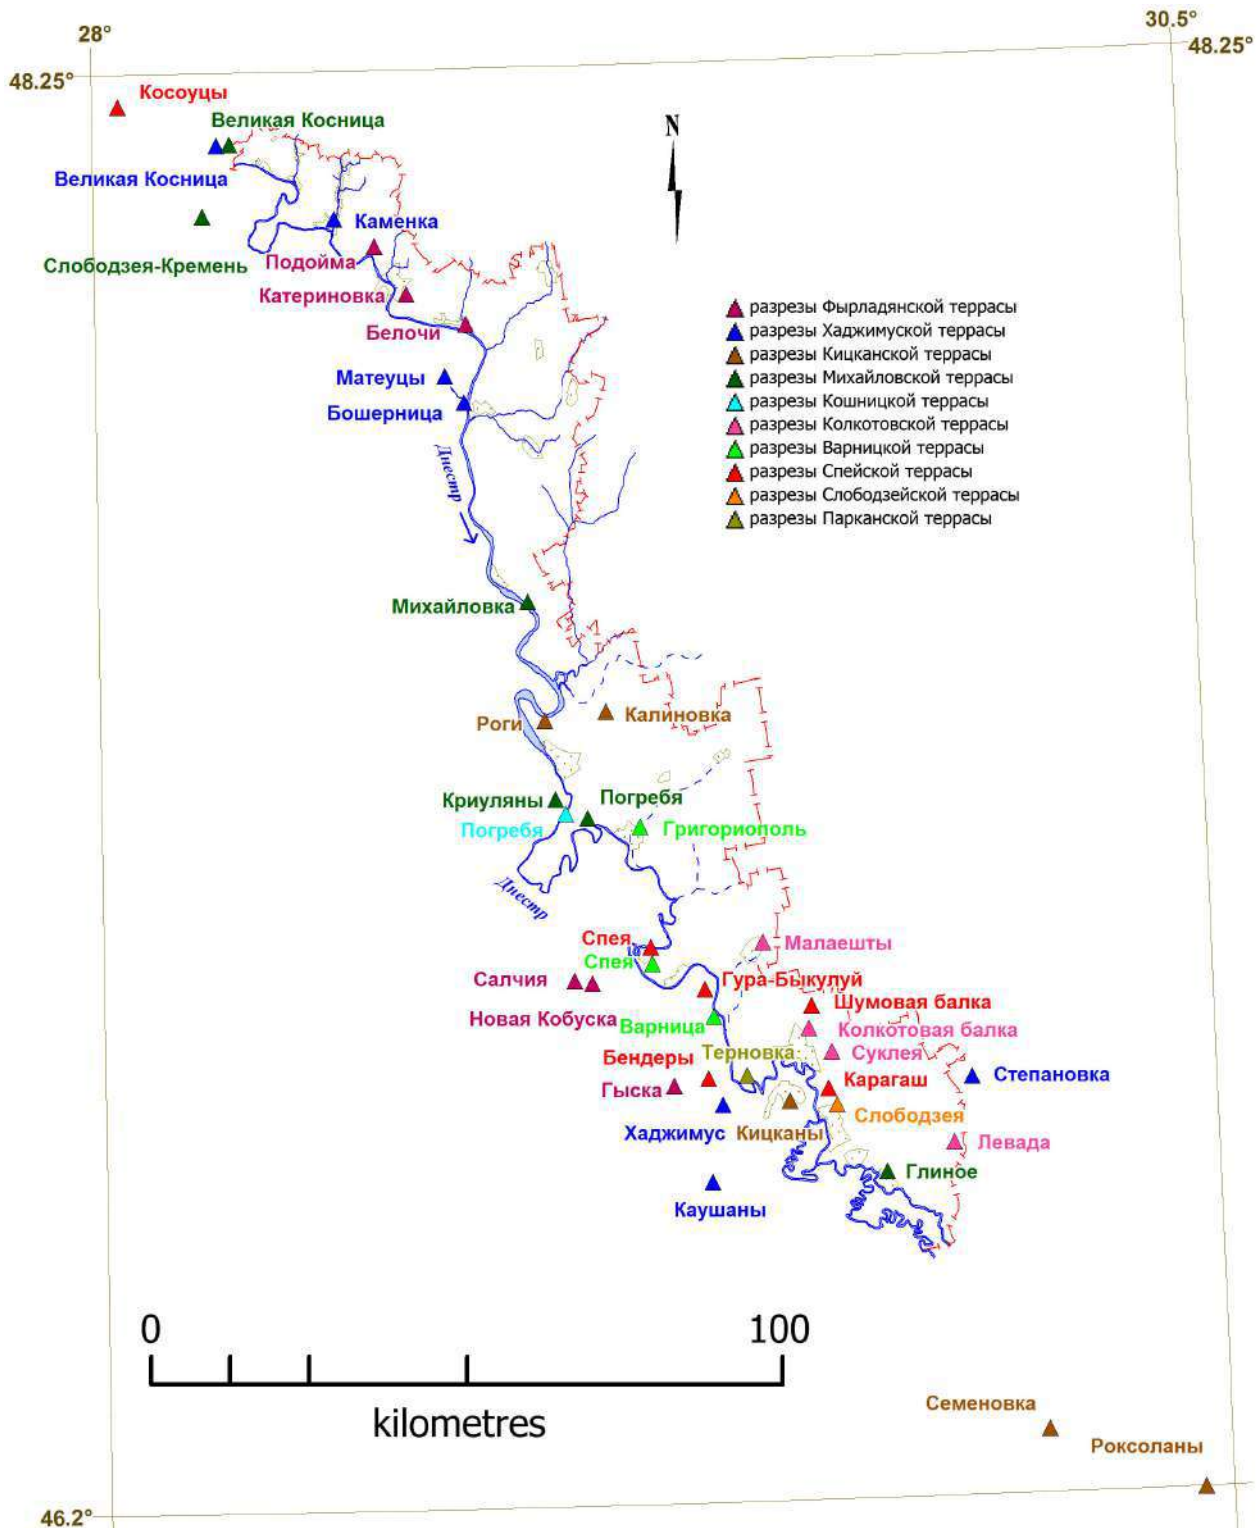 28°
30.5°
48.25°
48.25°
Косоуцы
Великая Косница
N
Великая Косница
Каменка
Слободзея-Кремень
Подойма
Катериновка
Белочи
разрезы Фырладянской террасы
разрезы Хаджимуской террасы
разрезы Кицканской террасы
разрезы Михайловской террасы
разрезы Кошницкой террасы
разрезы Колкотовской террасы
разрезы Варницкой террасы
разрезы Спейской террасы
разрезы Слободзейской террасы
разрезы Парканской террасы
Матеуцы
Бошерница
Днестр
Михайловка
Роги
Калиновка
Криуляны
Погребя
Погребя
Григориополь
Днестр
Спея
Спея
Малаешты
Салчия
Гура-Быкулуй
Новая Кобуска
Варница
Шумовая балка
Колкотовая балка
Бендеры
Терновка
Суклея
Гыска
Карагаш
Степановка
Слободзея
Хаджимус
Кицканы
Левада
Глиное
Каушаны
0
100
kilometres
Семеновка
Роксоланы
46.2°